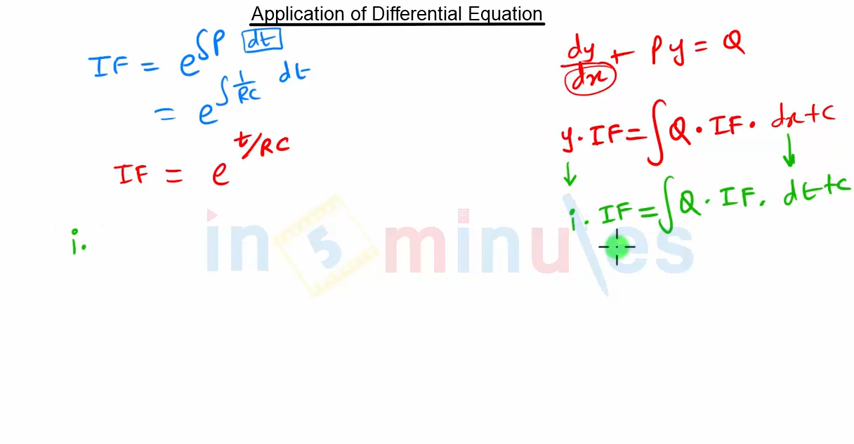 Application of Differential Equation
IF = e^∫P dt
= e^∫1/RC dt
IF = e^t/RC
i.
dy/dx + Py = Q
y · IF = ∫Q · IF · dx + c
i · IF = ∫Q · IF · dt + c
in 5 minutes